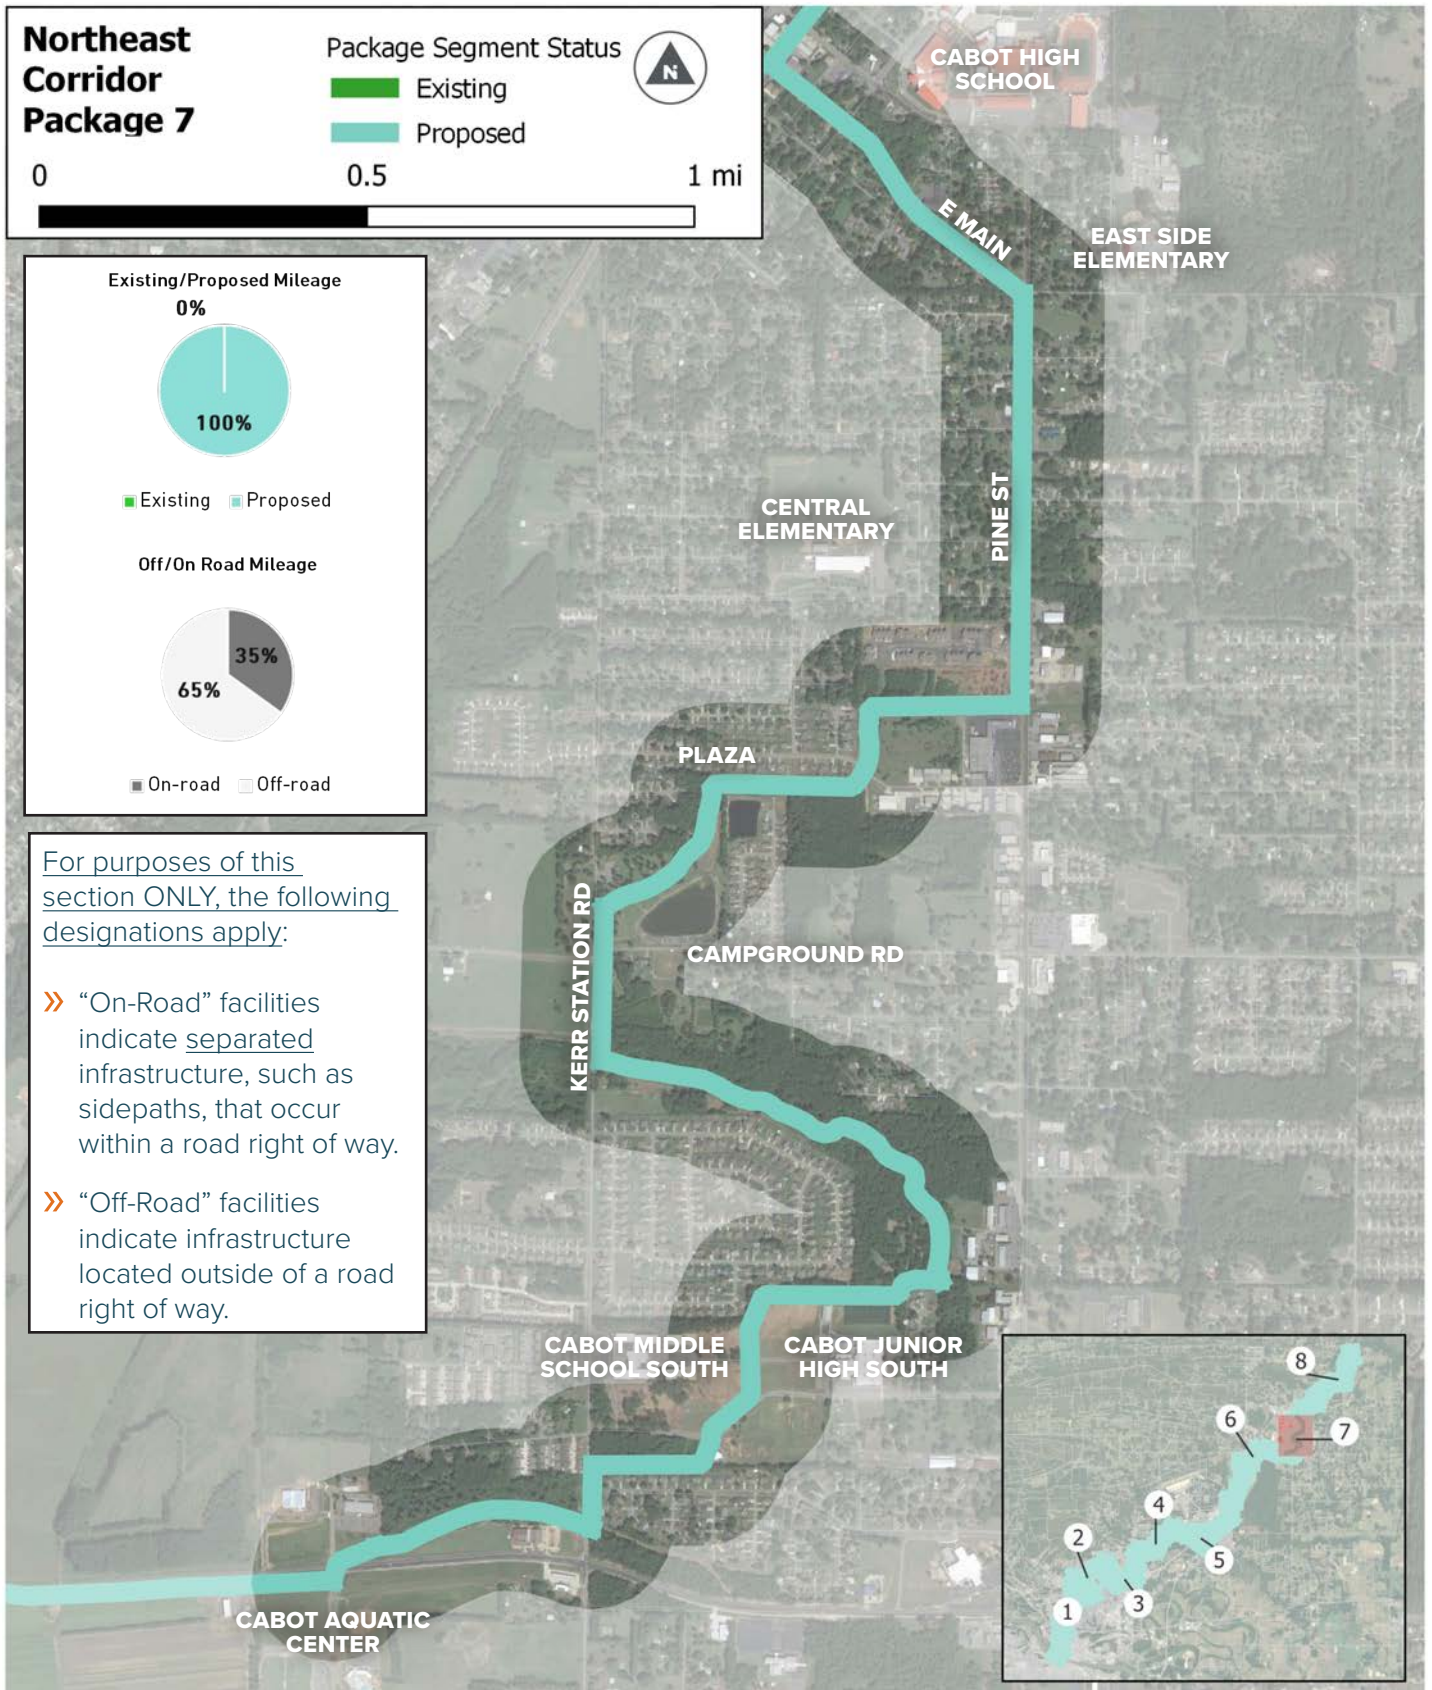 Northeast
Corridor
Package 7
Package Segment Status
N
Existing
Proposed
0 0.5 1 mi
Existing/Proposed Mileage
0%
100%
Existing Proposed
Off/On Road Mileage
35%
65%
On-road Off-road
For purposes of this
section ONLY, the following
designations apply:
» “On-Road” facilities
indicate separated
infrastructure, such as
sidepaths, that occur
within a road right of way.
» “Off-Road” facilities
indicate infrastructure
located outside of a road
right of way.
CABOT HIGH
SCHOOL
E MAIN
EAST SIDE
ELEMENTARY
CENTRAL
ELEMENTARY
PINE ST
PLAZA
KERR STATION RD
CAMPGROUND RD
CABOT MIDDLE
SCHOOL SOUTH
CABOT JUNIOR
HIGH SOUTH
CABOT AQUATIC
CENTER
8
6
7
4
2
5
3
1